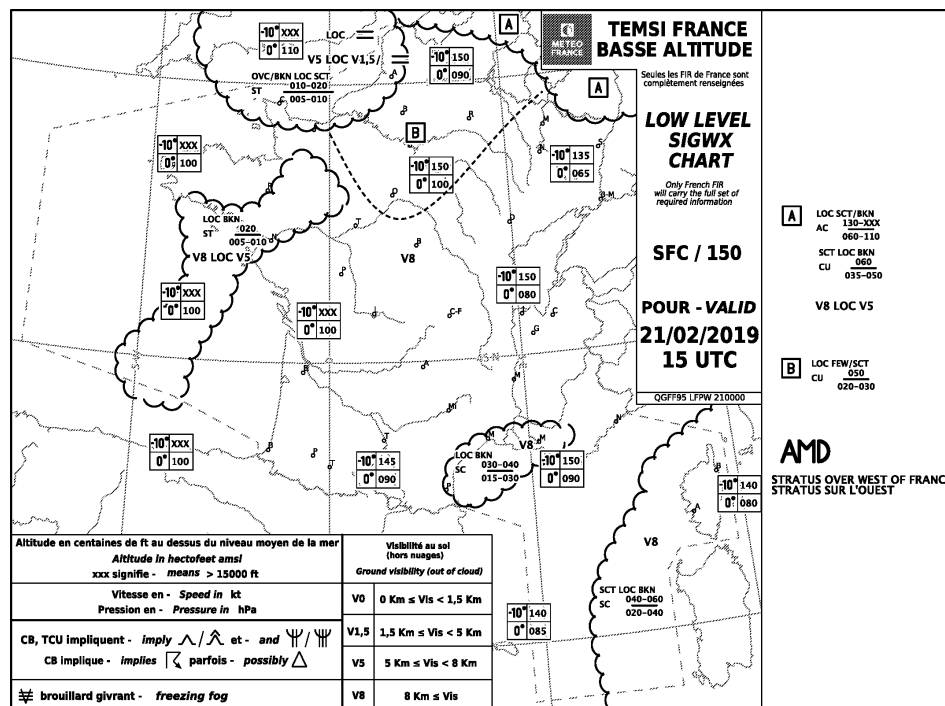 METEO
FRANCE
TEMSI FRANCE
BASSE ALTITUDE
Seules les FIR de France sont
complètement renseignées
LOW LEVEL
SIGWX
CHART
Only French FIR
will carry the full set of
required information
SFC / 150
POUR - VALID
21/02/2019
15 UTC
QGFF95 LFPW 210000
-10° XXX
0° 110
LOC
V5 LOC V1,5/
OVC/BKN LOC SCT
ST 010-020
005-010
-10° 150
0° 090
A
A
B
-10° XXX
0° 100
-10° 150
0° 100
-10° 135
0° 065
LOC BKN
ST 020
005-010
V8 LOC V5
V8
-10° XXX
0° 100
-10° XXX
0° 100
-10° 150
0° 080
45 N
-10° XXX
0° 100
-10° 145
0° 090
LOC BKN
SC 030-040
015-030
V8
-10° 150
0° 090
-10° 140
0° 080
V8
SCT LOC BKN
SC 040-060
020-040
-10° 140
0° 085
A LOC SCT/BKN
AC 130-XXX
060-110
SCT LOC BKN
CU 060
035-050
V8 LOC V5
B LOC FEW/SCT
CU 050
020-030
AMD
STRATUS OVER WEST OF FRANC
STRATUS SUR L'OUEST
Altitude en centaines de ft au dessus du niveau moyen de la mer
Altitude in hectofeet amsl
xxx signifie - means > 15000 ft
Vitesse en - Speed in kt
Pression en - Pressure in hPa
CB, TCU impliquent - imply / et - and /
CB implique - implies parfois - possibly
brouillard givrant - freezing fog
Visibilité au sol
(hors nuages)
Ground visibility (out of cloud)
V0 0 Km ≤ Vis < 1,5 Km
V1,5 1,5 Km ≤ Vis < 5 Km
V5 5 Km ≤ Vis < 8 Km
V8 8 Km ≤ Vis